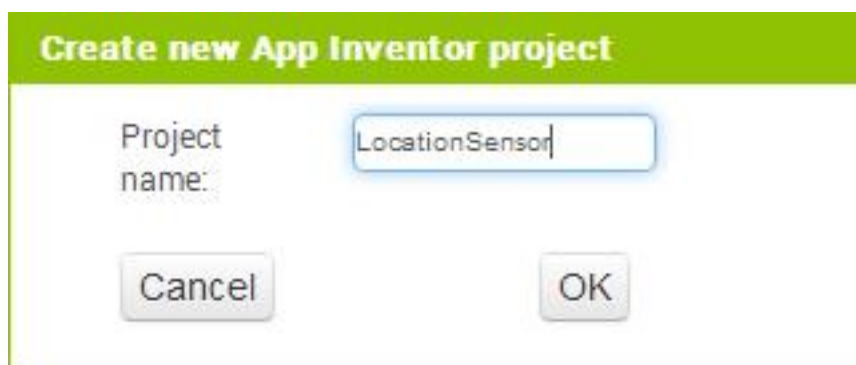 Create new App Inventor project
Project
name:
LocationSensor
Cancel
OK